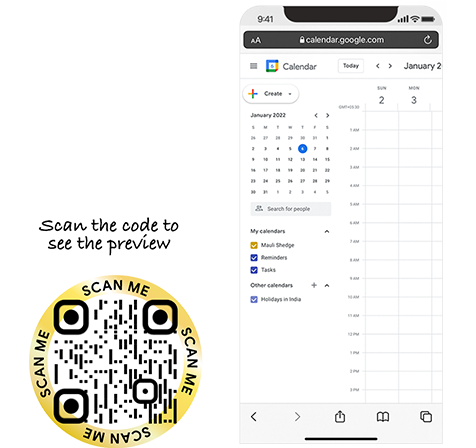 9:41
AA calendar.google.com
Calendar Today January 2
Create
SUN MON
2 3
GMT+03:30
January 2022
S M T W T F S
26 27 28 29 30 31 1
2 3 4 5 6 7 8
9 10 11 12 13 14 15
16 17 18 19 20 21 22
23 24 25 26 27 28 29
30 31 1 2 3 4 5
1 AM
2 AM
3 AM
4 AM
5 AM
6 AM
7 AM
8 AM
9 AM
10 AM
11 AM
12 PM
1 PM
2 PM
3 PM
Search for people
My calendars
Mauli Shedge
Reminders
Tasks
Other calendars
Holidays in India
Scan the code to
see the preview
SCAN ME
SCAN ME
SCAN ME
SCAN ME